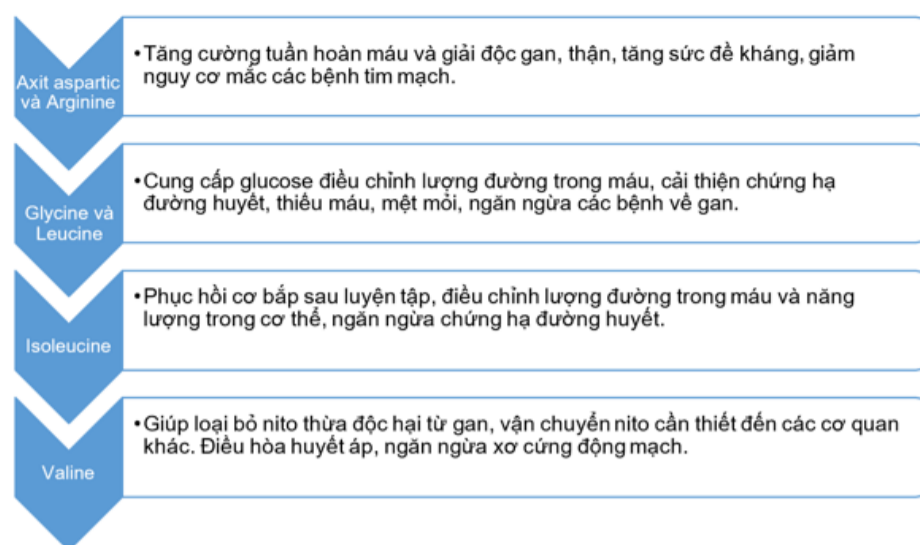 Axit aspartic
và Arginine
•Tăng cường tuần hoàn máu và giải độc gan, thận, tăng sức đề kháng, giảm
nguy cơ mắc các bệnh tim mạch.
Glycine và
Leucine
•Cung cấp glucose điều chỉnh lượng đường trong máu, cải thiện chứng hạ
đường huyết, thiếu máu, mệt mỏi, ngăn ngừa các bệnh về gan.
Isoleucine
•Phục hồi cơ bắp sau luyện tập, điều chỉnh lượng đường trong máu và năng
lượng trong cơ thể, ngăn ngừa chứng hạ đường huyết.
Valine
•Giúp loại bỏ nito thừa độc hại từ gan, vận chuyển nito cần thiết đến các cơ quan
khác. Điều hòa huyết áp, ngăn ngừa xơ cứng động mạch.